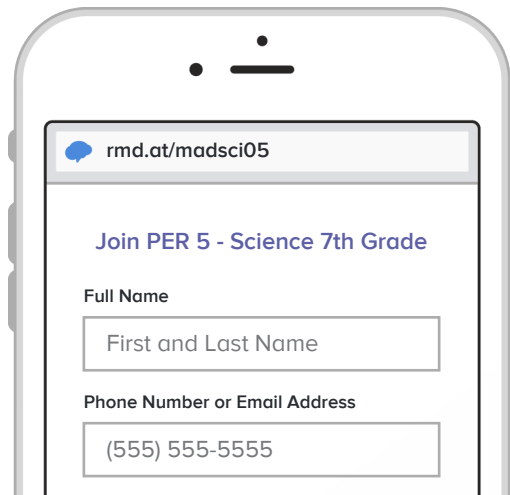 rmd.at/madsci05
Join PER 5 - Science 7th Grade
Full Name
First and Last Name
Phone Number or Email Address
(555) 555-5555